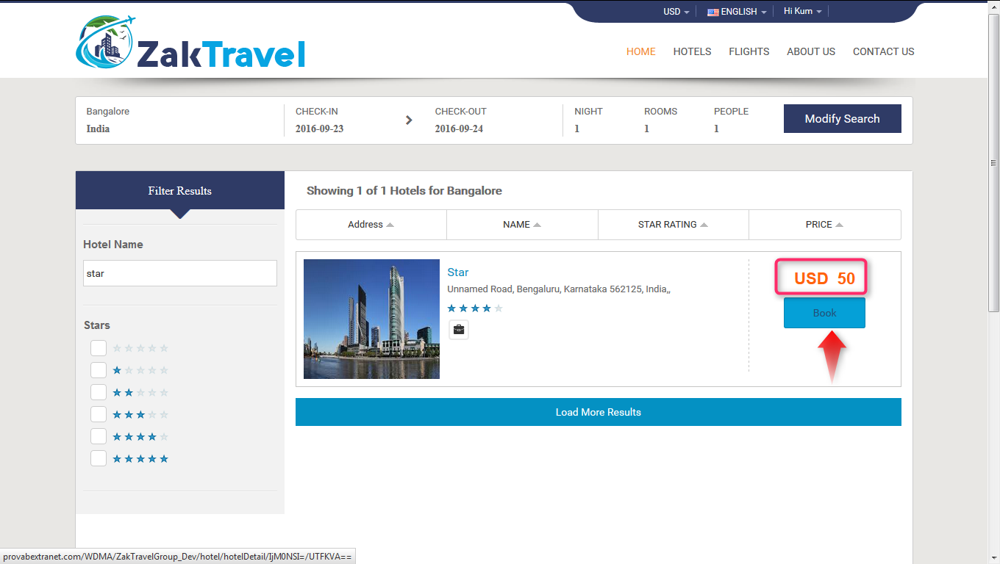 USD ENGLISH Hi Kum
ZakTravel
HOME HOTELS FLIGHTS ABOUT US CONTACT US
Bangalore
India
CHECK-IN
2016-09-23
CHECK-OUT
2016-09-24
NIGHT
1
ROOMS
1
PEOPLE
1
Modify Search
Filter Results
Hotel Name
star
Stars
Showing 1 of 1 Hotels for Bangalore
Address NAME STAR RATING PRICE
Star
Unnamed Road, Bengaluru, Karnataka 562125, India,,
USD 50
Book
Load More Results
provabextranet.com/WDMA/ZakTravelGroup_Dev/hotel/hotelDetail/IjM0NSI=/UTFKVA==